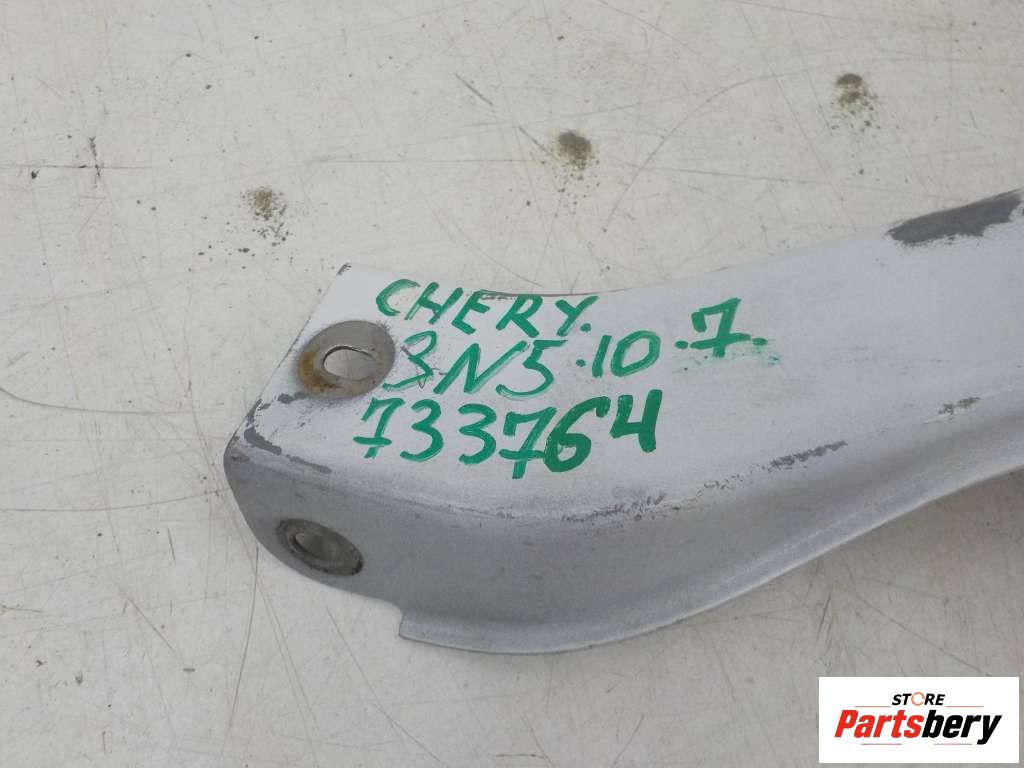 CHERY.
3N5.10.7.
733764
STORE
Partsbery